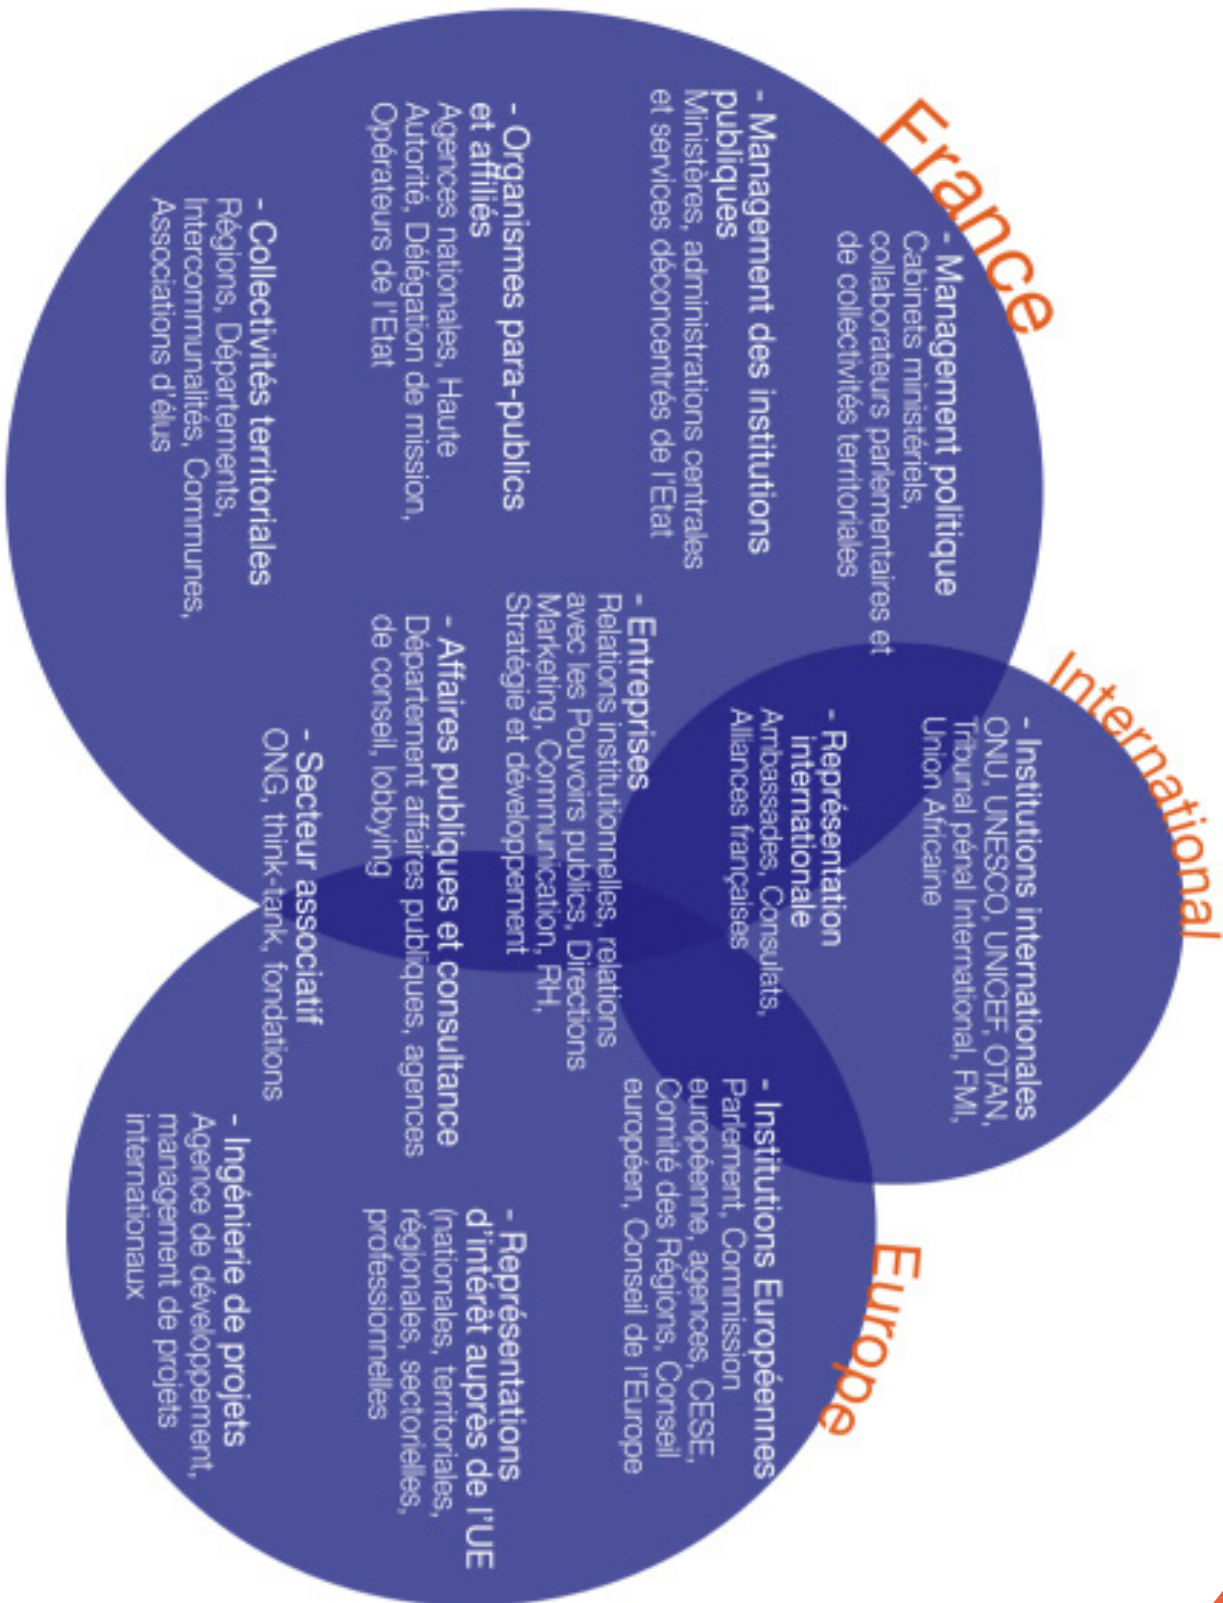 France
- Management politique
Cabinets ministériels,
collaborateurs parlementaires et
de collectivités territoriales
- Management des institutions
publiques
Ministères, administrations centrales
et services déconcentrés de l'Etat
- Organismes para-publics
et affiliés
Agences nationales, Haute
Autorité, Délégation de mission,
Opérateurs de l'Etat
- Collectivités territoriales
Régions, Départements,
Intercommunalités, Communes,
Associations d'élus
International
- Institutions internationales
ONU, UNESCO, UNICEF, OTAN,
Tribunal pénal International, FMI,
Union Africaine
- Représentation
internationale
Ambassades, Consulats,
Alliances françaises
- Entreprises
Relations institutionnelles, relations
avec les Pouvoirs publics, Directions
Marketing, Communication, RH,
Stratégie et développement
- Affaires publiques et consultance
Département affaires publiques, agences
de conseil, lobbying
- Secteur associatif
ONG, think-tank, fondations
Europe
- Institutions Européennes
Parlement, Commission
européenne, agences, CESE,
Comité des Régions, Conseil
européen, Conseil de l'Europe
- Représentations
d'intérêt auprès de l'UE
(nationales, territoriales,
régionales, sectorielles,
professionnelles
- Ingénierie de projets
Agence de développement,
management de projets
internationaux